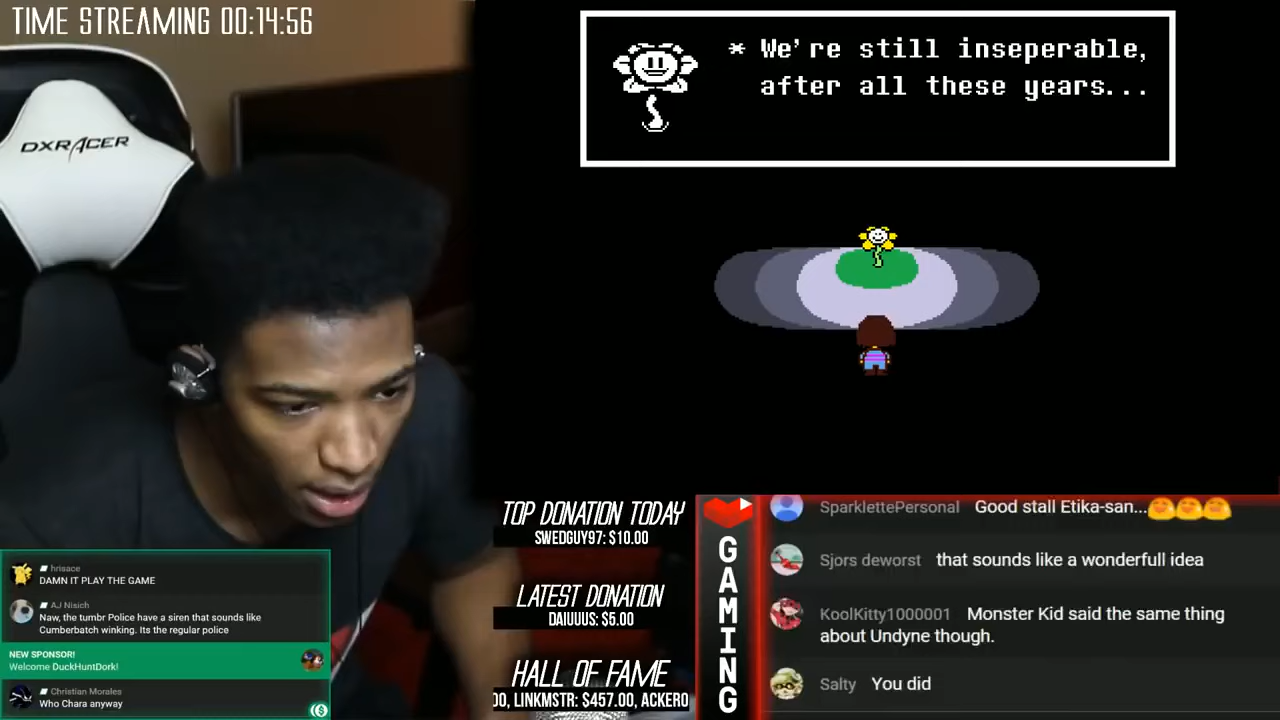 TIME STREAMING 00:14:56
DXRACER
* We're still inseperable,
after all these years...
hrisace
DAMN IT PLAY THE GAME
AJ Nisich
Naw, the tumbr Police have a siren that sounds like
Cumberbatch winking. Its the regular police
NEW SPONSOR!
Welcome DuckHuntDork!
Christian Morales
Who Chara anyway
TOP DONATION TODAY
SWEDGUY97: $10.00
LATEST DONATION
DAIUUUS: $5.00
HALL OF FAME
00, LINKMSTR: $457.00, ACKERO
GAMING
SparklettePersonal Good stall Etika-san...
Sjors deworst that sounds like a wonderfull idea
KoolKitty1000001 Monster Kid said the same thing
about Undyne though.
Salty You did